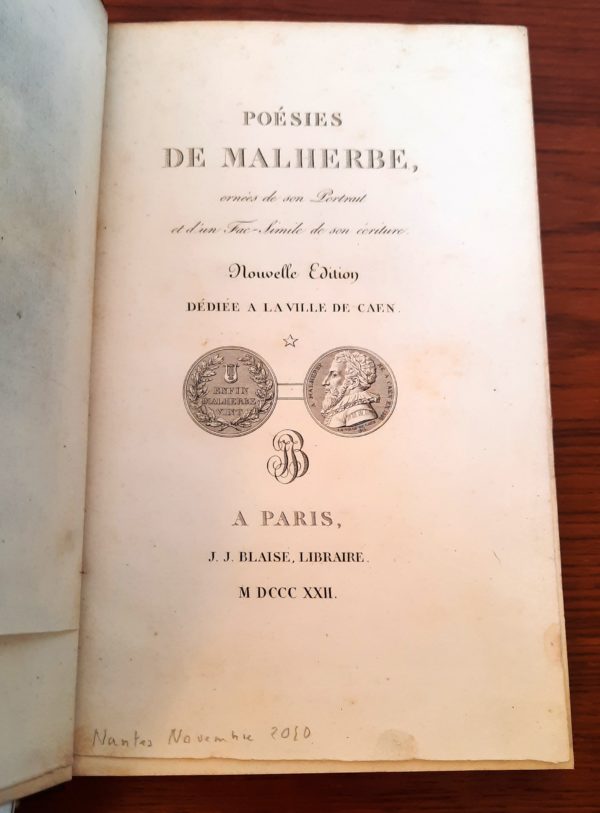 POÉSIES
DE MALHERBE,
ornées de son Portrait
et d'un Fac-Simile de son écriture.
Nouvelle Edition
DÉDIÉE A LA VILLE DE CAEN.
ENFIN
MALHERBE
VINT
A PARIS,
J. J. BLAISE, LIBRAIRE.
M DCCC XXII.
Nantes Novembre 2010